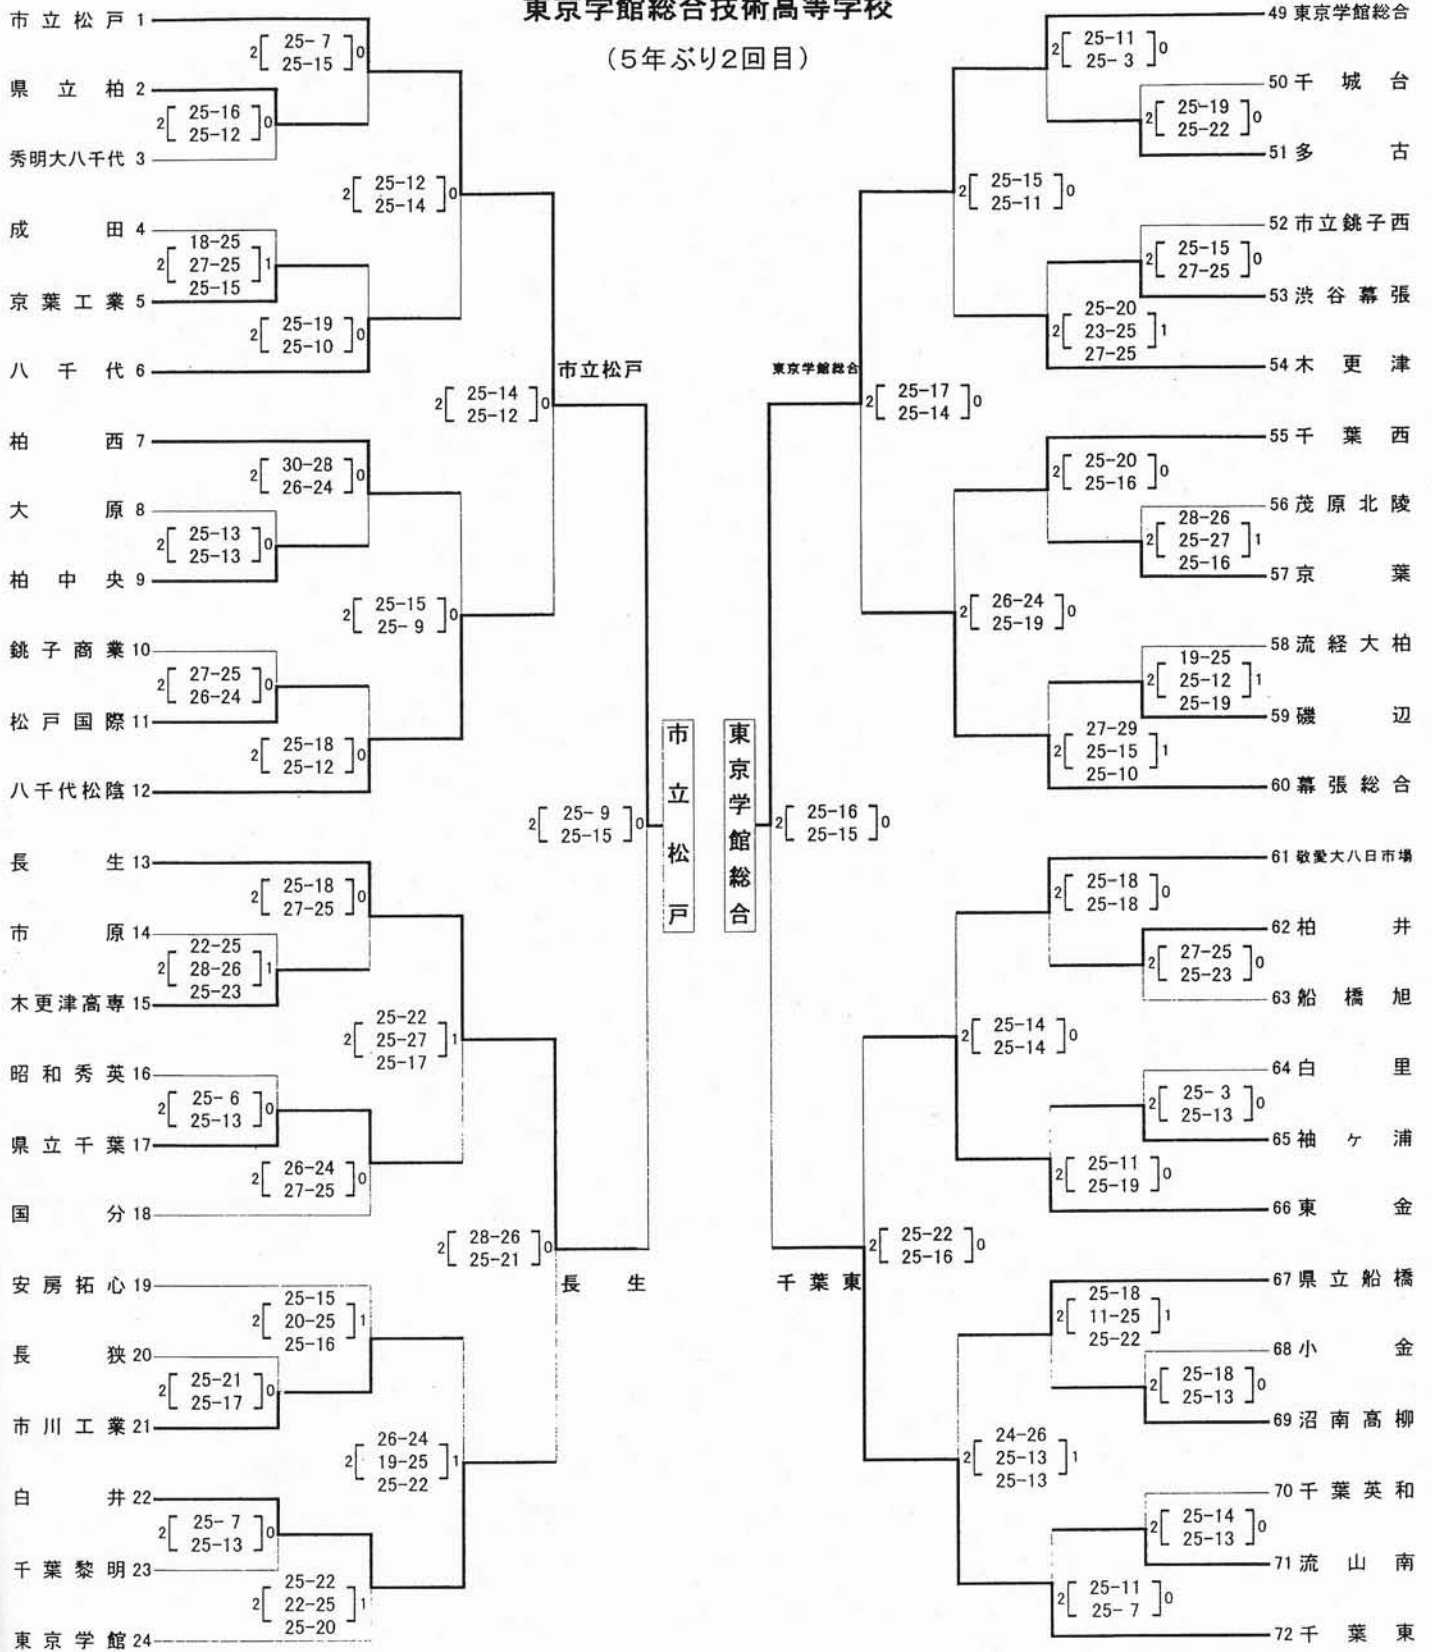 東京学館総合技術高等学校
(5年ぶり2回目)
市立松戸 1
2 25- 7 25-15 0
県立柏 2
2 25-16 25-12 0
秀明大八千代 3
2 25-12 25-14 0
成田 4
2 18-25 27-25 25-15 1
京葉工業 5
2 25-19 25-10 0
八千代 6
市立松戸
2 25-14 25-12 0
柏西 7
2 30-28 26-24 0
大原 8
2 25-13 25-13 0
柏中央 9
2 25-15 25- 9 0
銚子商業 10
2 27-25 26-24 0
松戸国際 11
2 25-18 25-12 0
八千代松陰 12
2 25- 9 25-15 0
市立松戸
長生 13
2 25-18 27-25 0
市原 14
2 22-25 28-26 25-23 1
木更津高専 15
2 25-22 25-27 25-17 1
昭和秀英 16
2 25- 6 25-13 0
県立千葉 17
2 26-24 27-25 0
国分 18
2 28-26 25-21 0
長生
安房拓心 19
2 25-15 20-25 25-16 1
長狭 20
2 25-21 25-17 0
市川工業 21
2 26-24 19-25 25-22 1
白井 22
2 25- 7 25-13 0
千葉黎明 23
2 25-22 22-25 25-20 1
東京学館 24
49 東京学館総合
2 25-11 25- 3 0
50 千城台
2 25-19 25-22 0
51 多古
2 25-15 25-11 0
52 市立銚子西
2 25-15 27-25 0
53 渋谷幕張
2 25-20 23-25 27-25 1
54 木更津
東京学館総合
2 25-17 25-14 0
55 千葉西
2 25-20 25-16 0
56 茂原北陵
2 28-26 25-27 25-16 1
57 京葉
2 26-24 25-19 0
58 流経大柏
2 19-25 25-12 25-19 1
59 磯辺
2 27-29 25-15 25-10 1
60 幕張総合
東京学館総合
2 25-16 25-15 0
61 敬愛大八日市場
2 25-18 25-18 0
62 柏井
2 27-25 25-23 0
63 船橋旭
2 25-14 25-14 0
64 白里
2 25- 3 25-13 0
65 袖ヶ浦
2 25-11 25-19 0
66 東金
2 25-22 25-16 0
千葉東
67 県立船橋
2 25-18 11-25 25-22 1
68 小金
2 25-18 25-13 0
69 沼南高柳
2 24-26 25-13 25-13 1
70 千葉英和
2 25-14 25-13 0
71 流山南
2 25-11 25- 7 0
72 千葉東